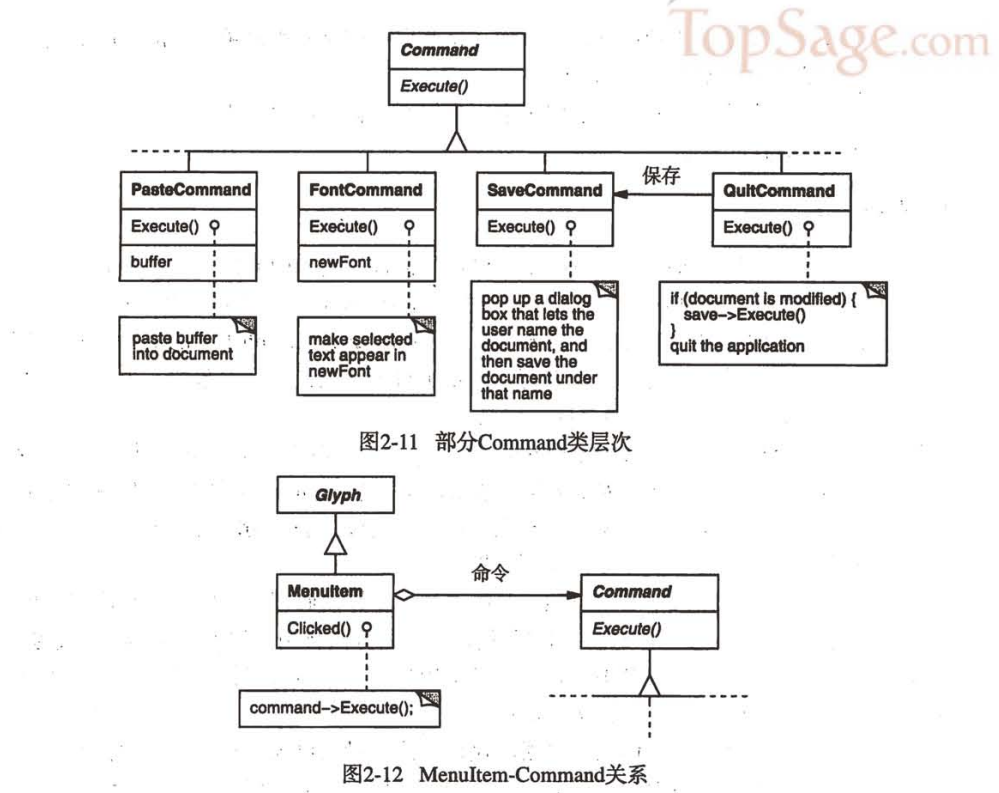 TopSage.com
Command
Execute()
保存
PasteCommand
Execute()
buffer
FontCommand
Execute()
newFont
SaveCommand
Execute()
QuitCommand
Execute()
paste buffer
into document
make selected
text appear in
newFont
pop up a dialog
box that lets the
user name the
document, and
then save the
document under
that name
if (document is modified) {
save->Execute()
}
quit the application
图2-11 部分Command类层次
Glyph
MenuItem
Clicked()
命令
Command
Execute()
command->Execute();
图2-12 MenuItem-Command关系